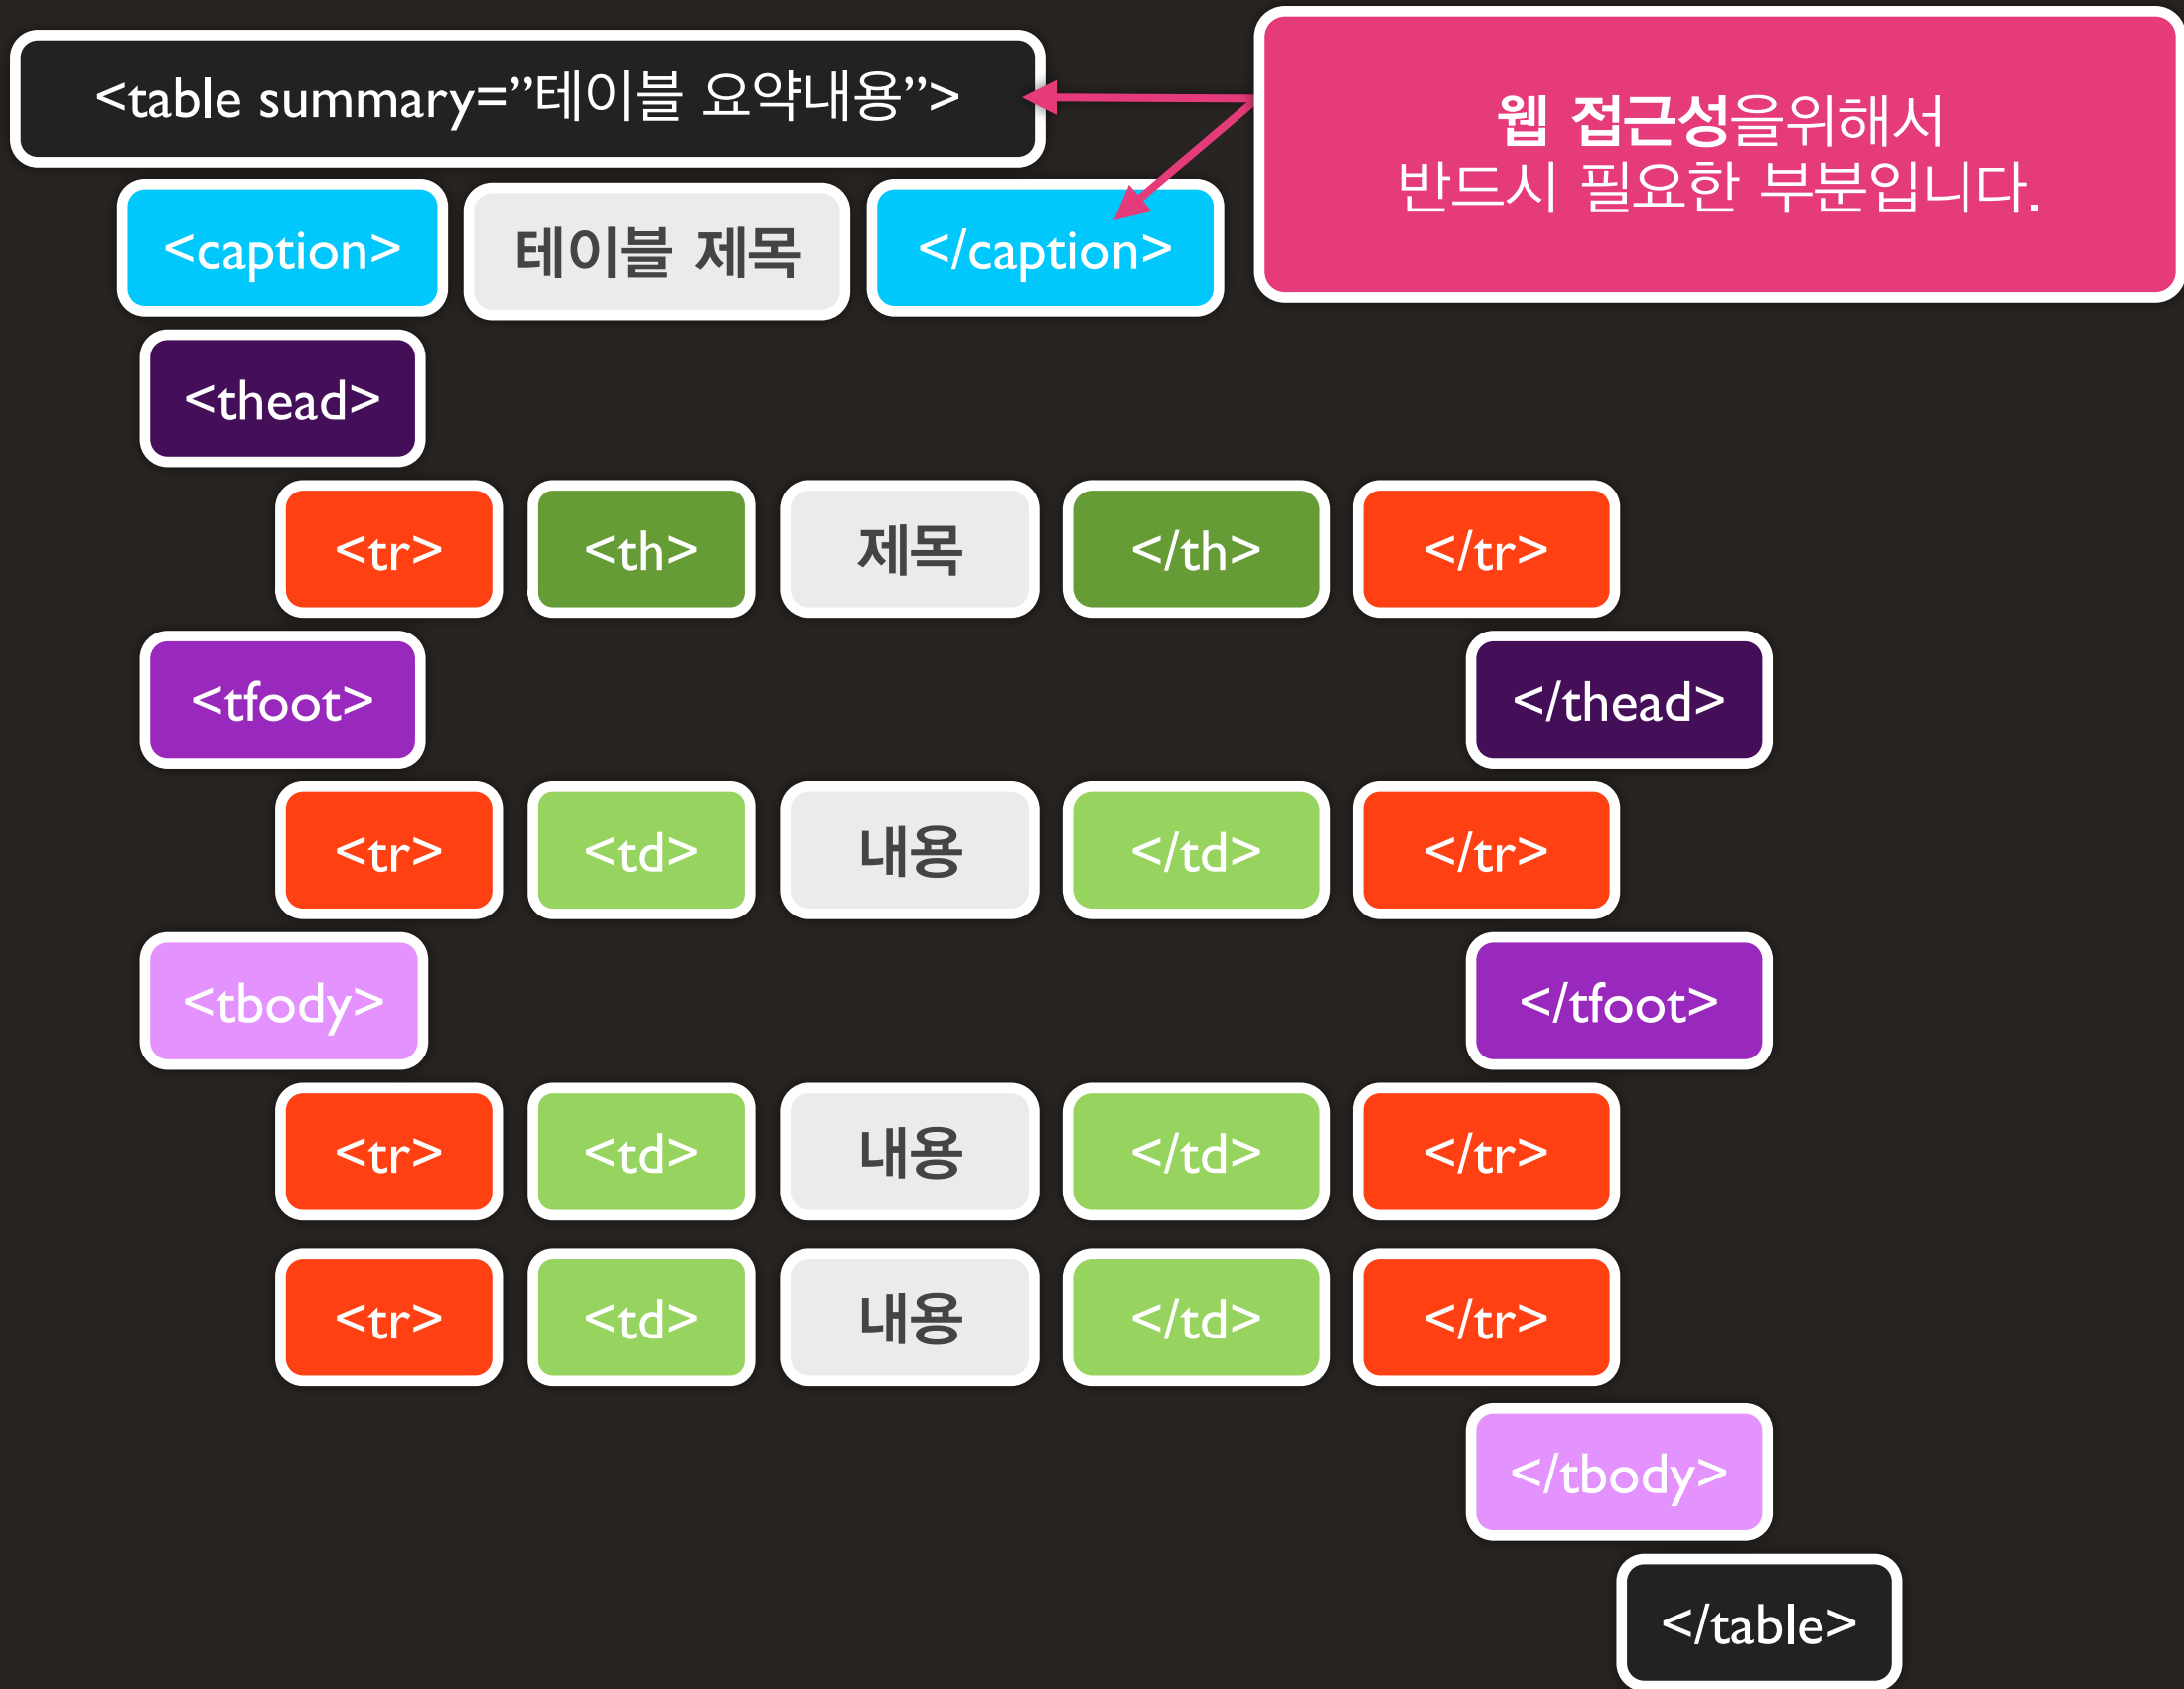 <table summary=”테이블 요약내용”>
웹 접근성을위해서
반드시 필요한 부분입니다.
<caption> 테이블 제목 </caption>
<thead>
<tr> <th> 제목 </th> </tr>
<tfoot> </thead>
<tr> <td> 내용 </td> </tr>
<tbody> </tfoot>
<tr> <td> 내용 </td> </tr>
<tr> <td> 내용 </td> </tr>
</tbody>
</table>